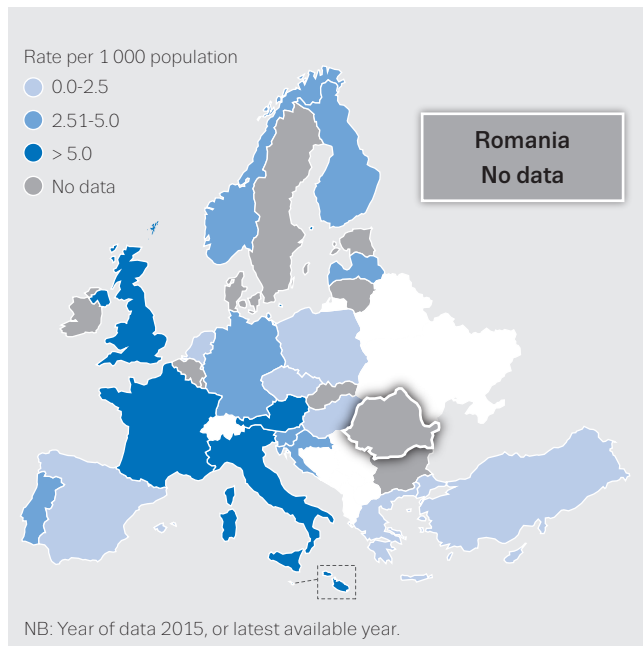 Rate per 1 000 population
0.0-2.5
2.51-5.0
> 5.0
No data
Romania
No data
NB: Year of data 2015, or latest available year.